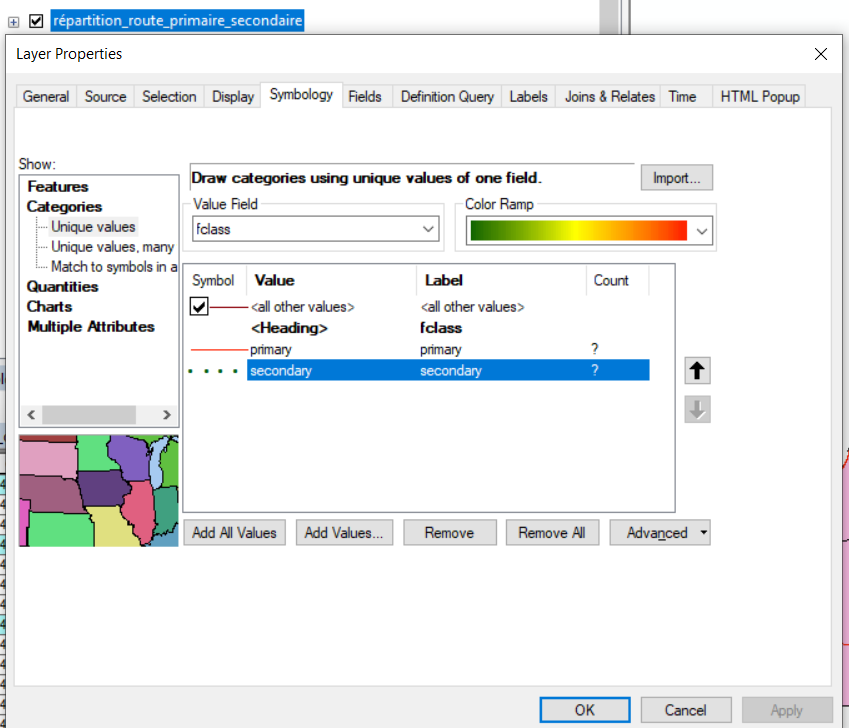 répartition_route_primaire_secondaire
Layer Properties
General Source Selection Display Symbology Fields Definition Query Labels Joins & Relates Time HTML Popup
Show:
Features
Categories
Unique values
Unique values, many
Match to symbols in a
Quantities
Charts
Multiple Attributes
Draw categories using unique values of one field.
Import...
Value Field
fclass
Color Ramp
Symbol Value Label Count
<all other values> <all other values>
<Heading> fclass
primary primary ?
secondary secondary ?
Add All Values Add Values... Remove Remove All Advanced
OK Cancel Apply